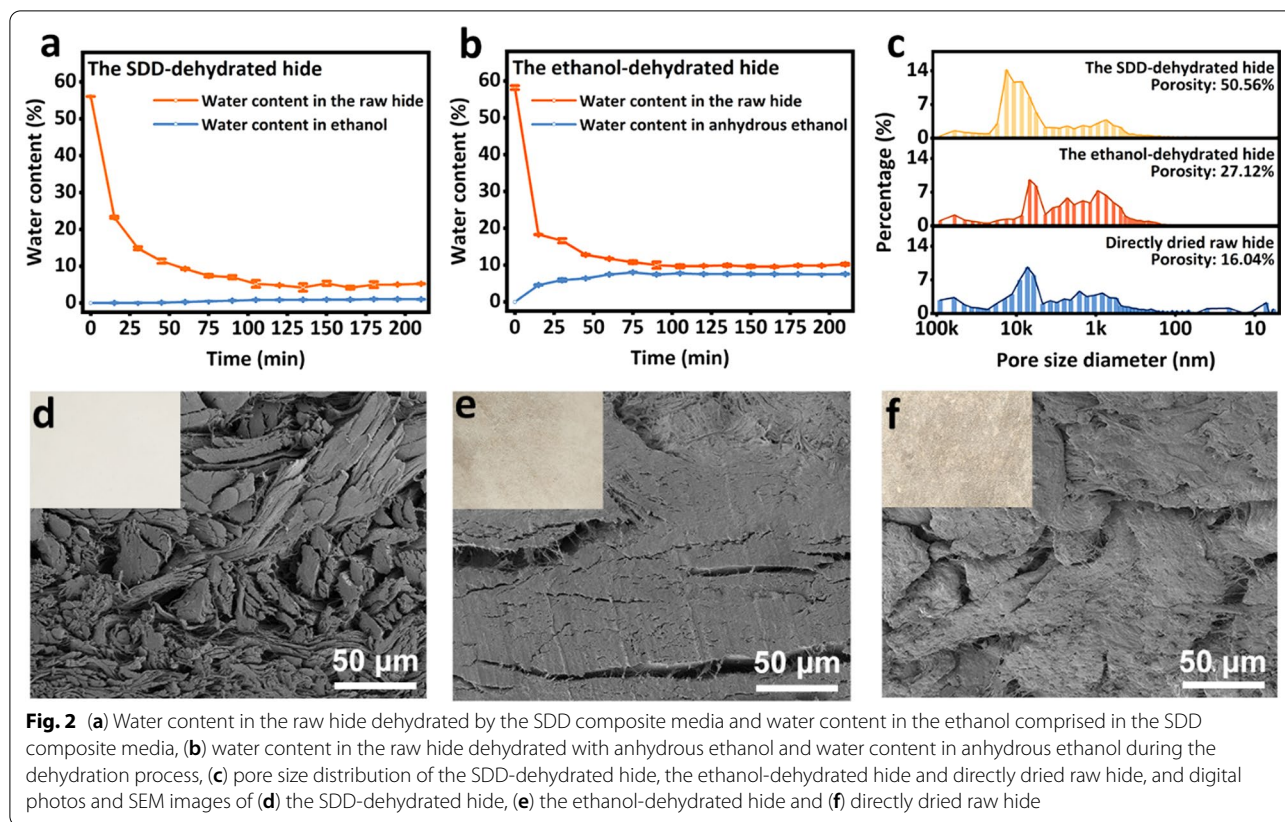 a
The SDD-dehydrated hide
Water content in the raw hide
Water content in ethanol
Water content (%)
60
50
40
30
20
10
0
0 25 50 75 100 125 150 175 200
Time (min)
b
The ethanol-dehydrated hide
Water content in the raw hide
Water content in anhydrous ethanol
Water content (%)
60
50
40
30
20
10
0
0 25 50 75 100 125 150 175 200
Time (min)
c
The SDD-dehydrated hide
Porosity: 50.56%
14
7
0
The ethanol-dehydrated hide
Porosity: 27.12%
14
7
0
Directly dried raw hide
Porosity: 16.04%
14
7
0
Percentage (%)
1000k 10k 1k 100 10
Pore size diameter (nm)
d
50 μm
e
50 μm
f
50 μm
Fig. 2 (a) Water content in the raw hide dehydrated by the SDD composite media and water content in the ethanol comprised in the SDD
composite media, (b) water content in the raw hide dehydrated with anhydrous ethanol and water content in anhydrous ethanol during the
dehydration process, (c) pore size distribution of the SDD-dehydrated hide, the ethanol-dehydrated hide and directly dried raw hide, and digital
photos and SEM images of (d) the SDD-dehydrated hide, (e) the ethanol-dehydrated hide and (f) directly dried raw hide